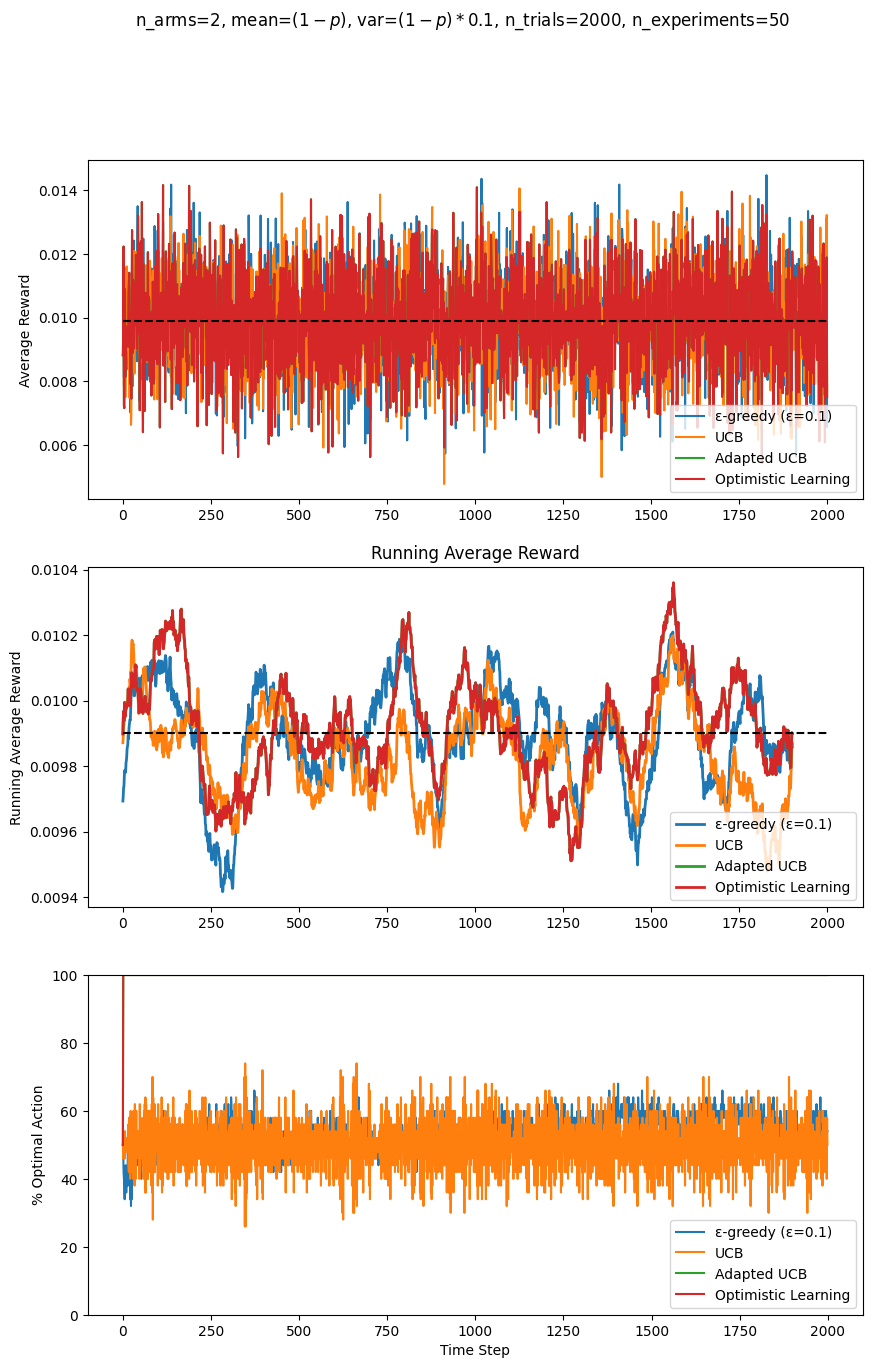 n_arms=2, mean=(1 − p), var=(1 − p) * 0.1, n_trials=2000, n_experiments=50
Average Reward
0.014
0.012
0.010
0.008
0.006
ε-greedy (ε=0.1)
UCB
Adapted UCB
Optimistic Learning
0 250 500 750 1000 1250 1500 1750 2000
Running Average Reward
Running Average Reward
0.0104
0.0102
0.0100
0.0098
0.0096
0.0094
ε-greedy (ε=0.1)
UCB
Adapted UCB
Optimistic Learning
0 250 500 750 1000 1250 1500 1750 2000
% Optimal Action
100
80
60
40
20
0
ε-greedy (ε=0.1)
UCB
Adapted UCB
Optimistic Learning
0 250 500 750 1000 1250 1500 1750 2000
Time Step